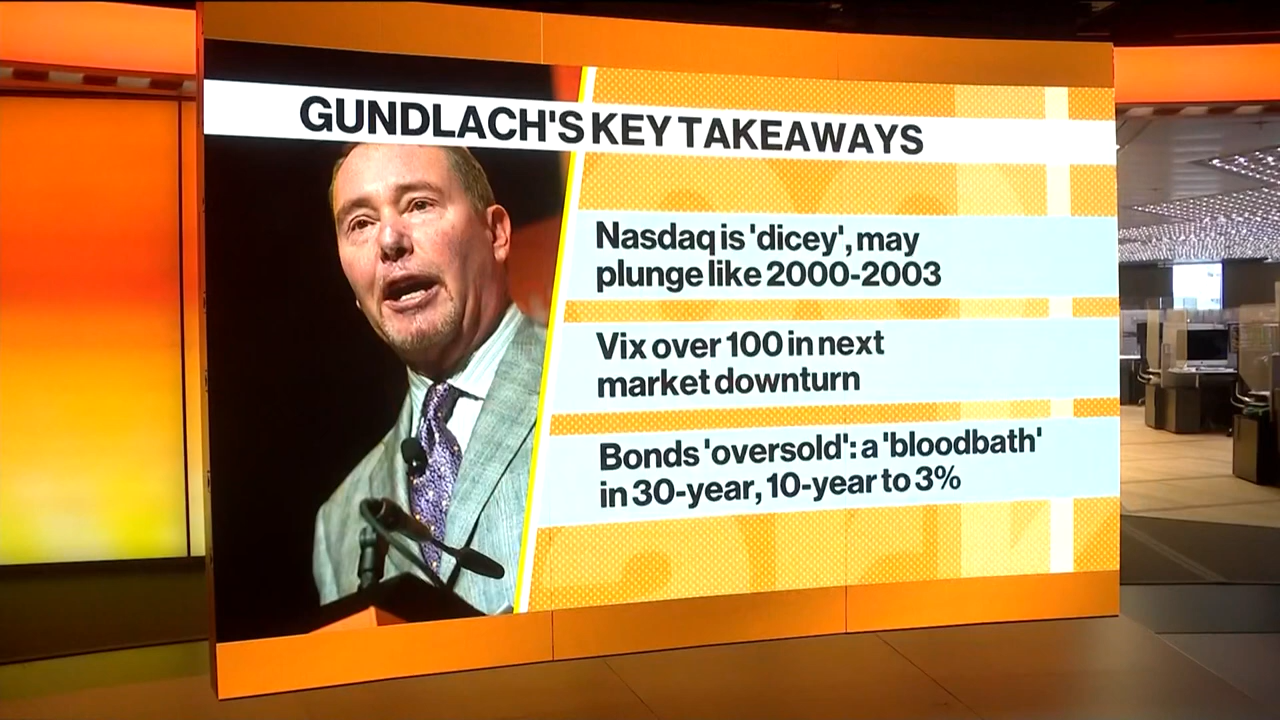 GUNDLACH'S KEY TAKEAWAYS
Nasdaq is 'dicey', may
plunge like 2000-2003
Vix over 100 in next
market downturn
Bonds 'oversold': a 'bloodbath'
in 30-year, 10-year to 3%